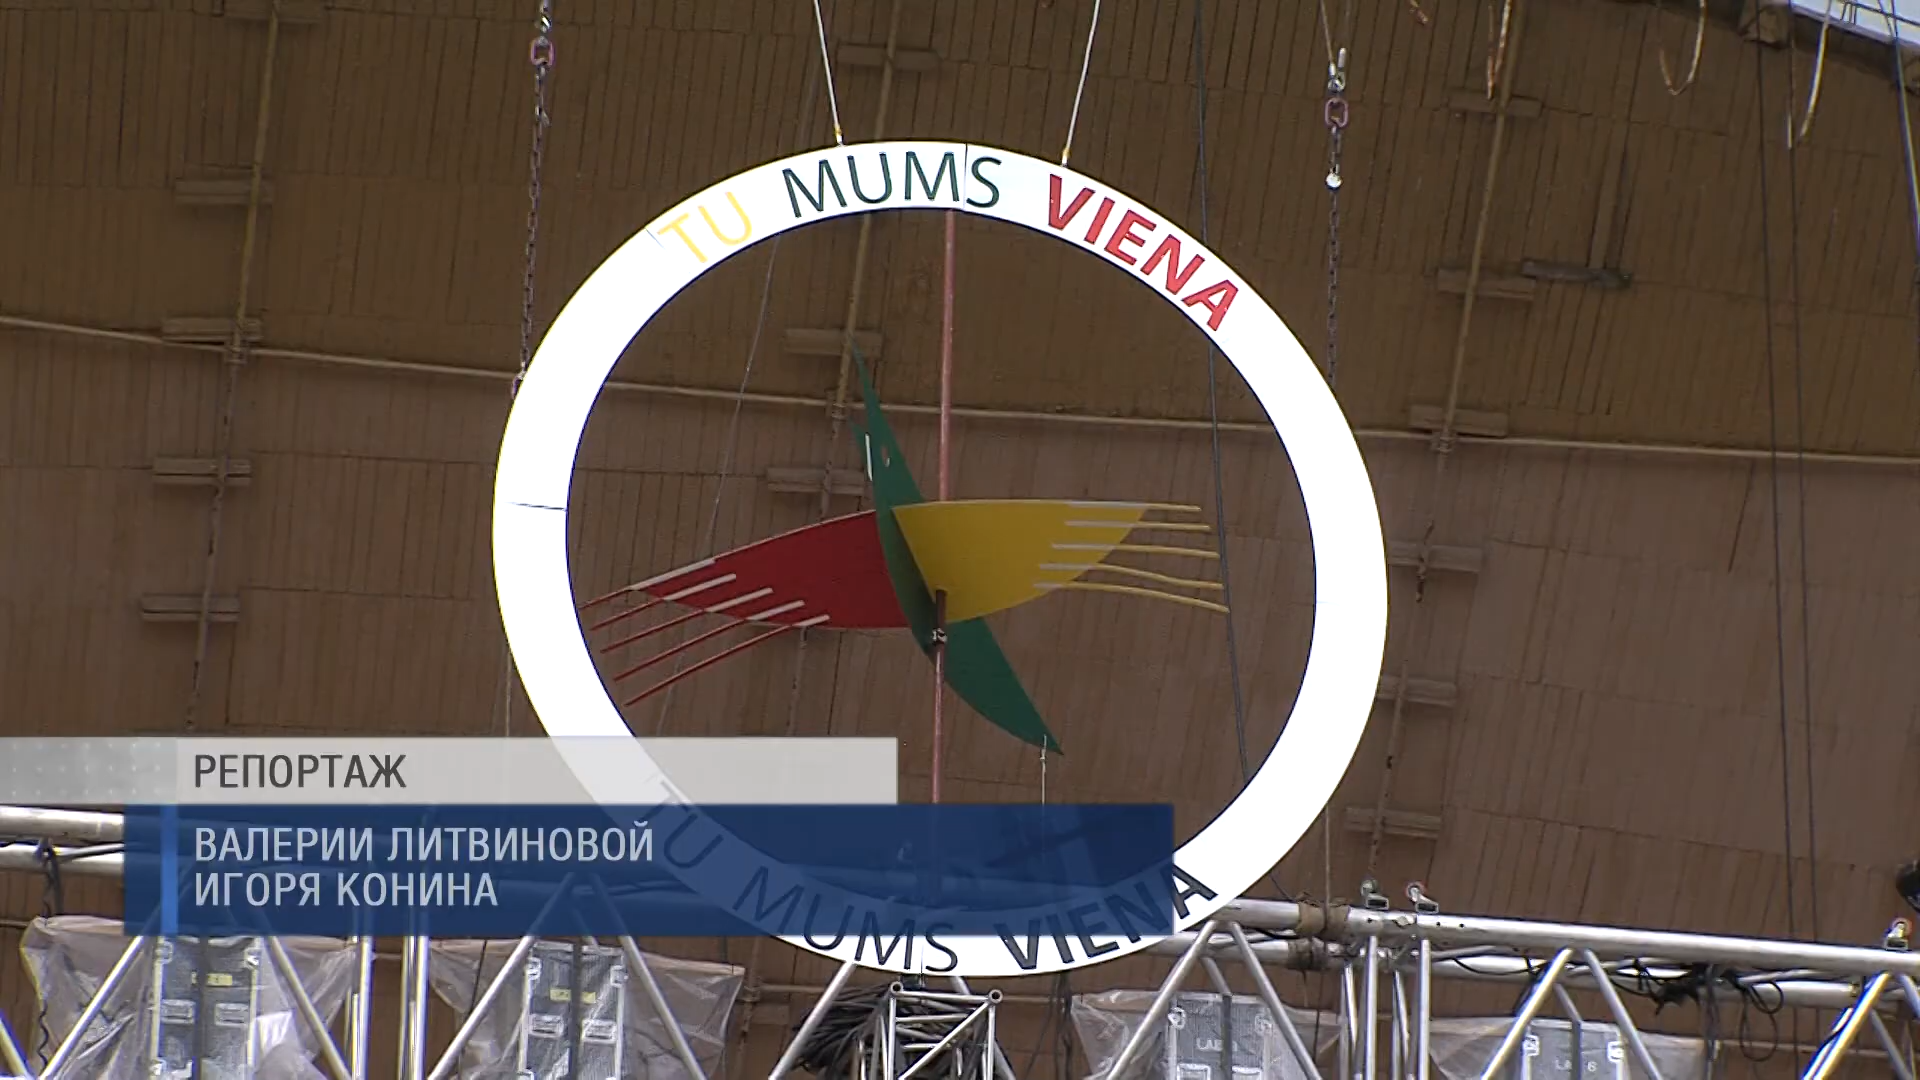 TU MUMS VIENA
РЕПОРТАЖ
ВАЛЕРИИ ЛИТВИНОВОЙ
ИГОРЯ КОНИНА
TU MUMS VIENA